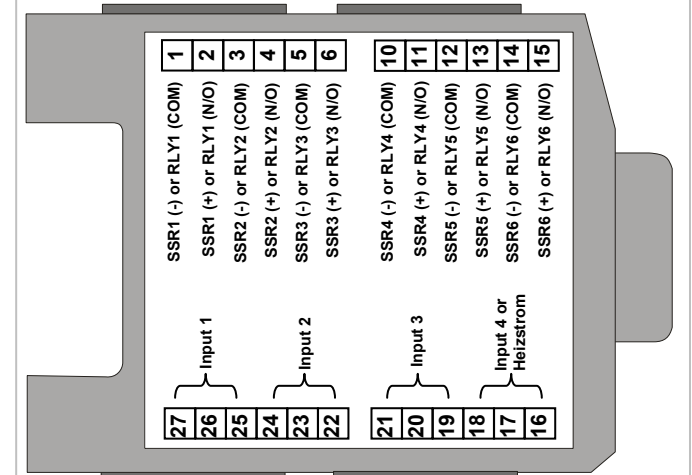 1 2 3 4 5 6
10 11 12 13 14 15
SSR1 (-) or RLY1 (COM)
SSR1 (+) or RLY1 (N/O)
SSR2 (-) or RLY2 (COM)
SSR2 (+) or RLY2 (N/O)
SSR3 (-) or RLY3 (COM)
SSR3 (+) or RLY3 (N/O)
SSR4 (-) or RLY4 (COM)
SSR4 (+) or RLY4 (N/O)
SSR5 (-) or RLY5 (COM)
SSR5 (+) or RLY5 (N/O)
SSR6 (-) or RLY6 (COM)
SSR6 (+) or RLY6 (N/O)
Input 1
Input 2
Input 3
Input 4 or
Heizstrom
27 26 25 24 23 22
21 20 19 18 17 16